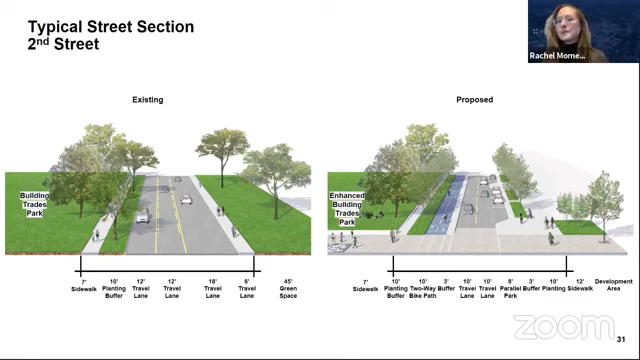 Typical Street Section
2nd Street
Rachel Mome...
Existing
Proposed
Building
Trades
Park
Enhanced
Building
Trades
Park
7' 10' 12' 12' 18' 6' 45'
Sidewalk Planting Travel Travel Travel Travel Green
Buffer Lane Lane Lane Lane Space
7' 10' 10' 3' 10' 10' 8' 3' 10' 12' Development
Sidewalk Planting Two-Way Buffer Travel Travel Parallel Buffer Planting Sidewalk Area
Buffer Bike Path Lane Lane Park
zoom
31